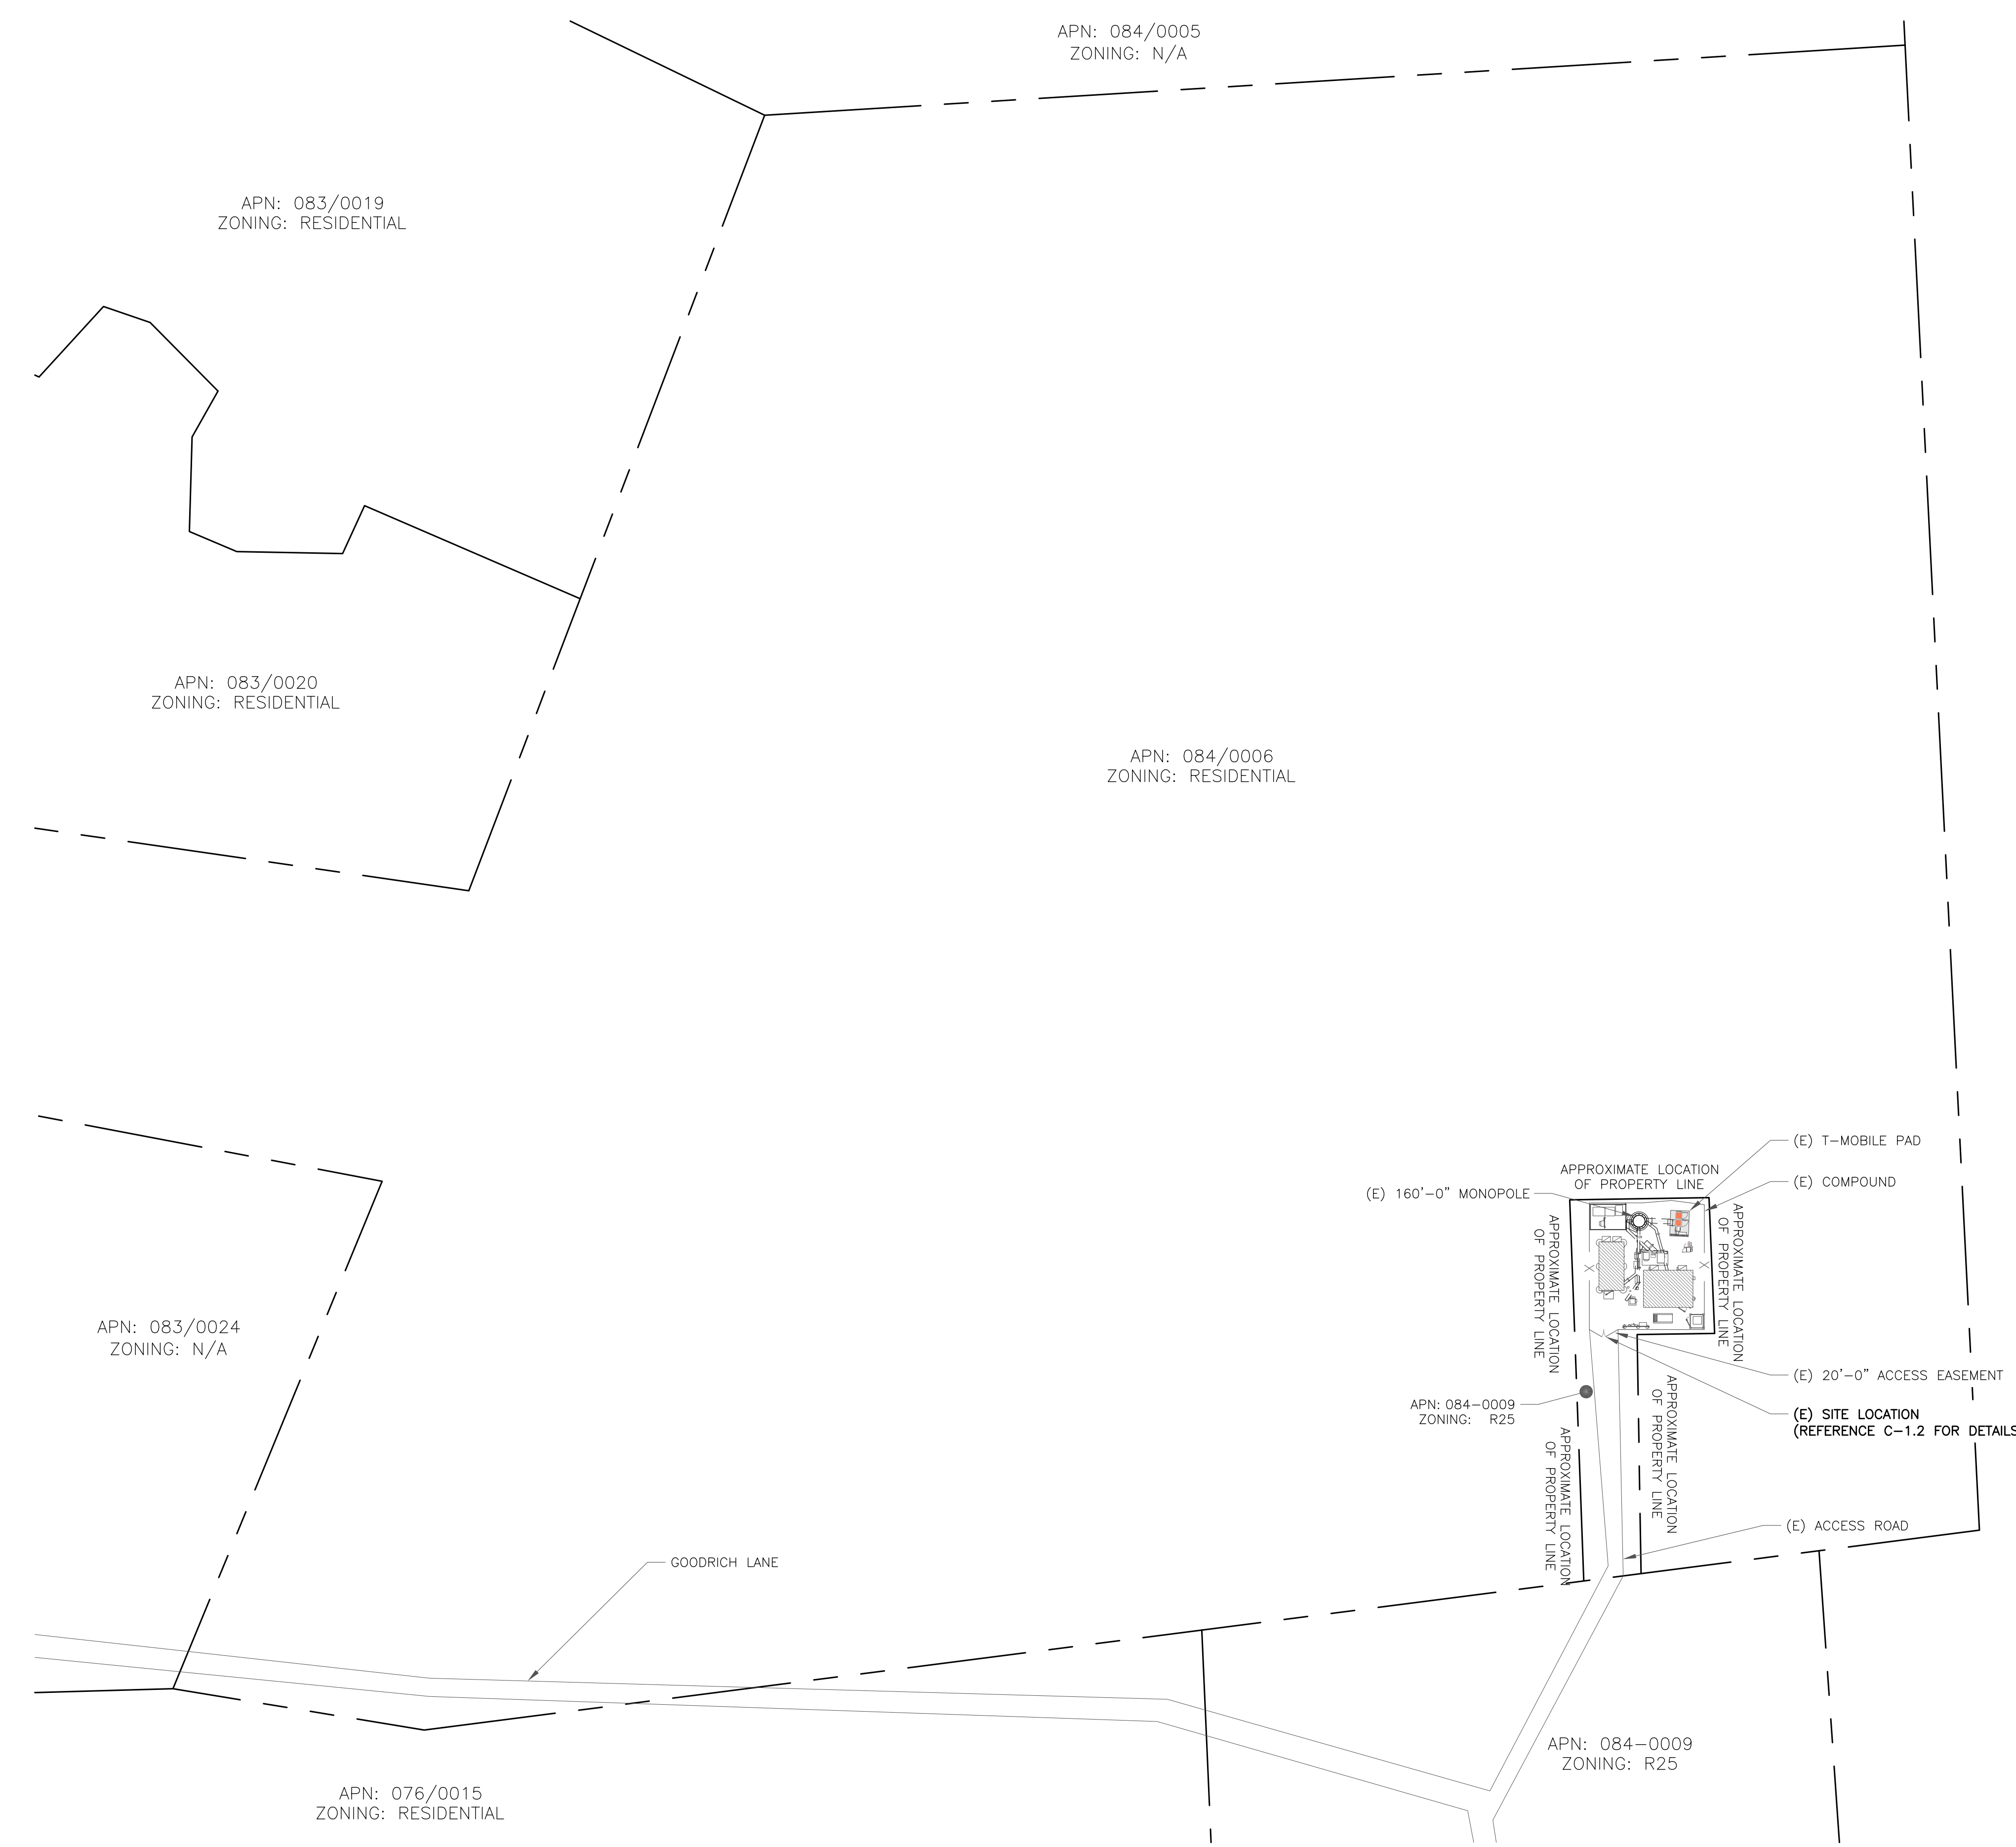 APN: 084/0005
ZONING: N/A
APN: 083/0019
ZONING: RESIDENTIAL
APN: 083/0020
ZONING: RESIDENTIAL
APN: 084/0006
ZONING: RESIDENTIAL
(E) T-MOBILE PAD
APPROXIMATE LOCATION
OF PROPERTY LINE
(E) COMPOUND
(E) 160'-0" MONOPOLE
APPROXIMATE LOCATION
OF PROPERTY LINE
APPROXIMATE LOCATION
OF PROPERTY LINE
APN: 083/0024
ZONING: N/A
(E) 20'-0" ACCESS EASEMENT
APN: 084-0009
ZONING: R25
(E) SITE LOCATION
(REFERENCE C-1.2 FOR DETAILS
APPROXIMATE LOCATION
OF PROPERTY LINE
APPROXIMATE LOCATION
OF PROPERTY LINE
(E) ACCESS ROAD
GOODRICH LANE
APN: 084-0009
ZONING: R25
APN: 076/0015
ZONING: RESIDENTIAL